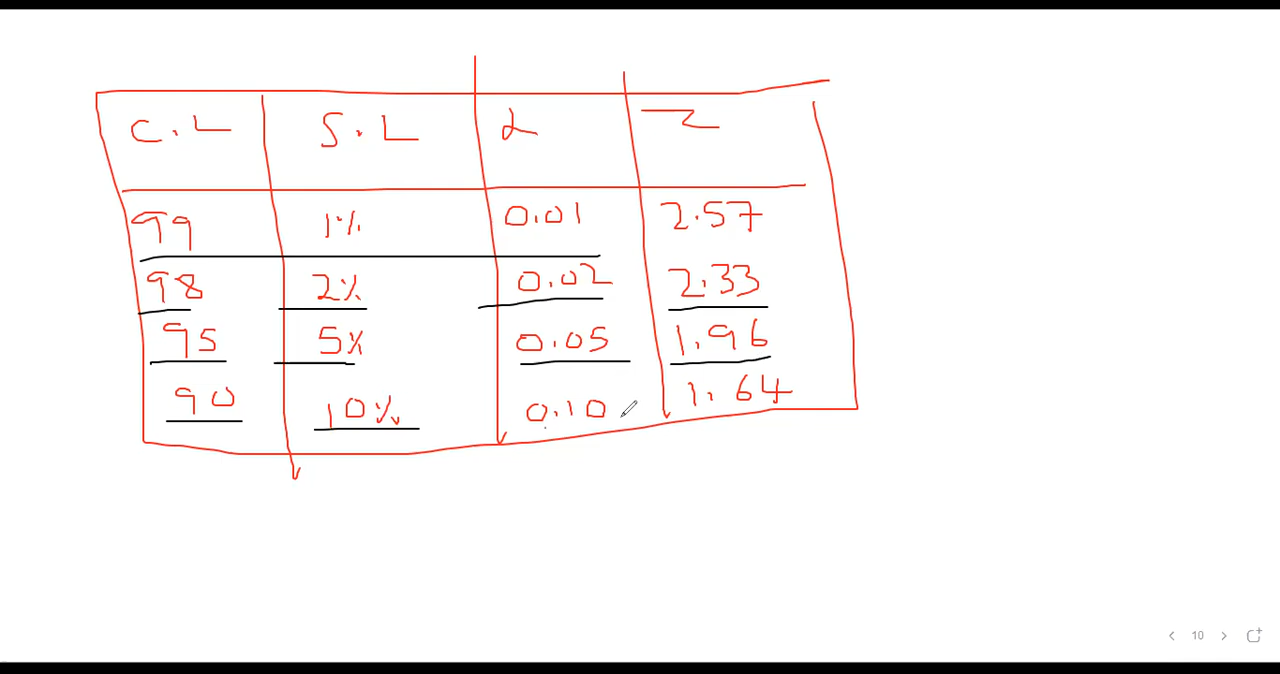 C.L S.L α Z
99 1% 0.01 2.57
98 2% 0.02 2.33
95 5% 0.05 1.96
90 10% 0.10 1.64
10